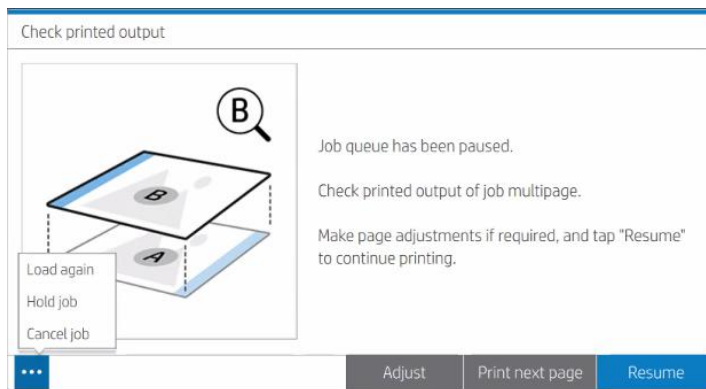 Check printed output
B
B
A
Job queue has been paused.
Check printed output of job multipage.
Make page adjustments if required, and tap "Resume"
to continue printing.
Load again
Hold job
Cancel job
Adjust
Print next page
Resume